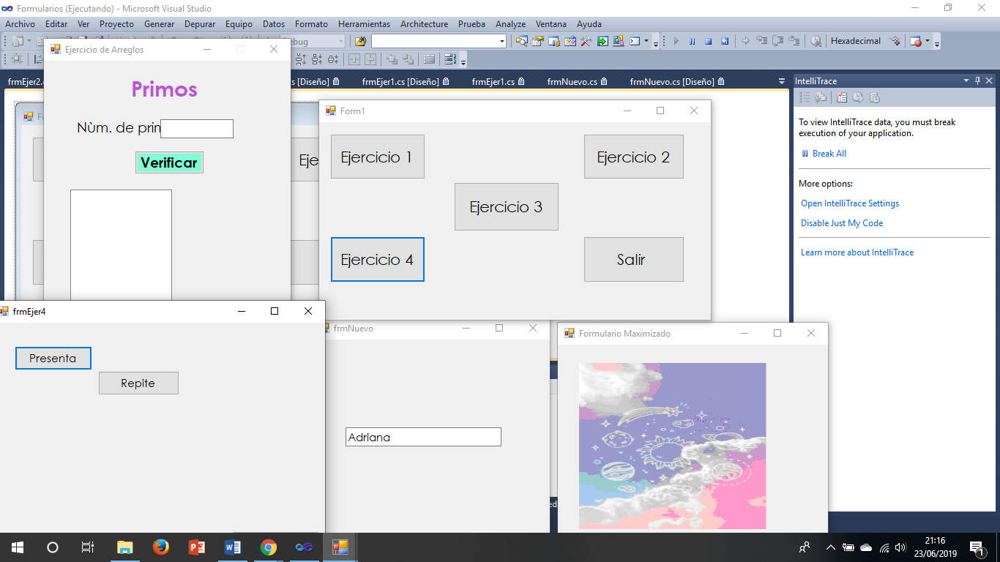 Formularios (Ejecutando) - Microsoft Visual Studio
Archivo Editar Ver Proyecto Generar Depurar Equipo Datos Formato Herramientas Architecture Prueba Analyze Ventana Ayuda
Hexadecimal
frmEjer2. [Diseño] frmEjer1.cs [Diseño] frmEjer1.cs frmNuevo.cs frmNuevo.cs [Diseño]
Ejercicio de Arreglos
Primos
Nùm. de prin
Verificar
Eje
Form1
Ejercicio 1
Ejercicio 2
Ejercicio 3
Ejercicio 4
Salir
IntelliTrace
To view IntelliTrace data, you must break
execution of your application.
Break All
More options:
Open IntelliTrace Settings
Disable Just My Code
Learn more about IntelliTrace
frmEjer4
Presenta
Repite
frmNuevo
Adriana
Formulario Maximizado
21:16
23/06/2019
1